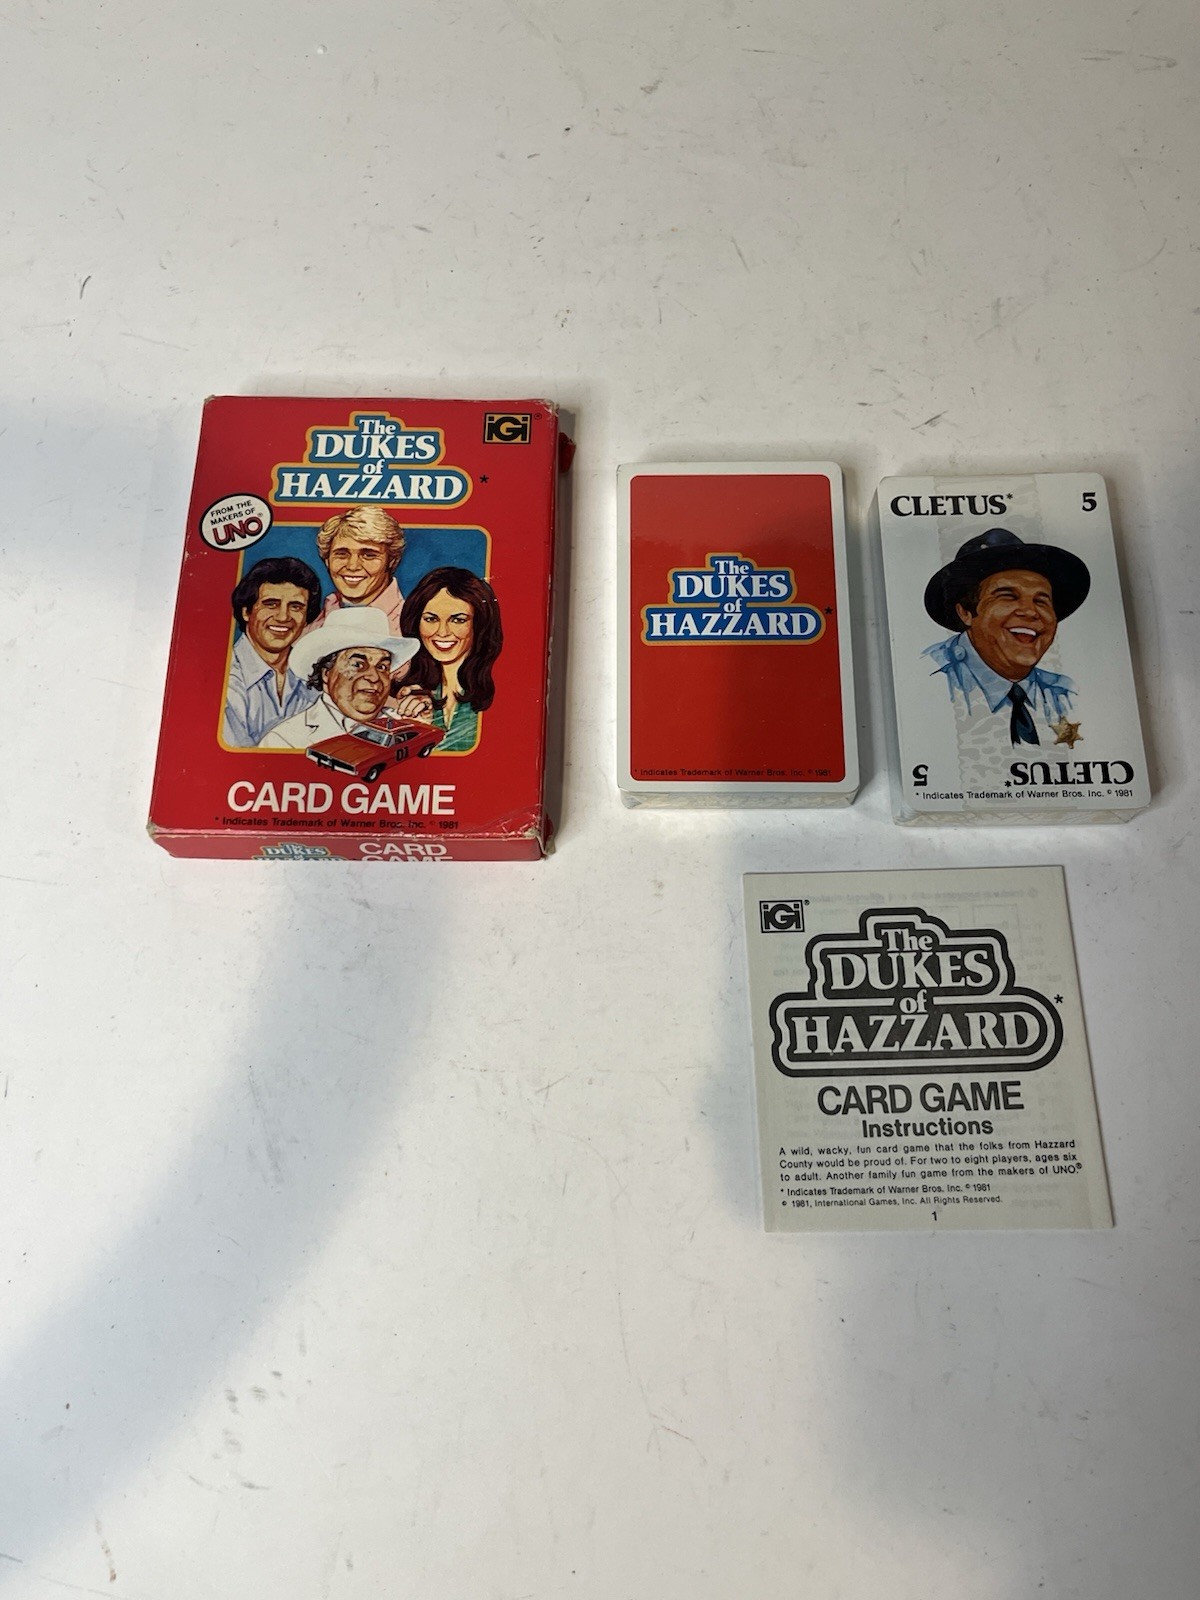 The
DUKES
of
HAZZARD*
iGi®
FROM THE
MAKERS OF
UNO®
01
CARD GAME
* Indicates Trademark of Warner Bros. Inc. © 1981
The
DUKES
of
HAZZARD
CARD
GAME
The
DUKES
of
HAZZARD*
* Indicates Trademark of Warner Bros. Inc. © 1981
CLETUS* 5
CLETUS* 5
* Indicates Trademark of Warner Bros. Inc. © 1981
iGi®
The
DUKES
of
HAZZARD*
CARD GAME
Instructions
A wild, wacky, fun card game that the folks from Hazzard
County would be proud of. For two to eight players, ages six
to adult. Another family fun game from the makers of UNO®
* Indicates Trademark of Warner Bros. Inc. © 1981
© 1981, International Games, Inc. All Rights Reserved.
1